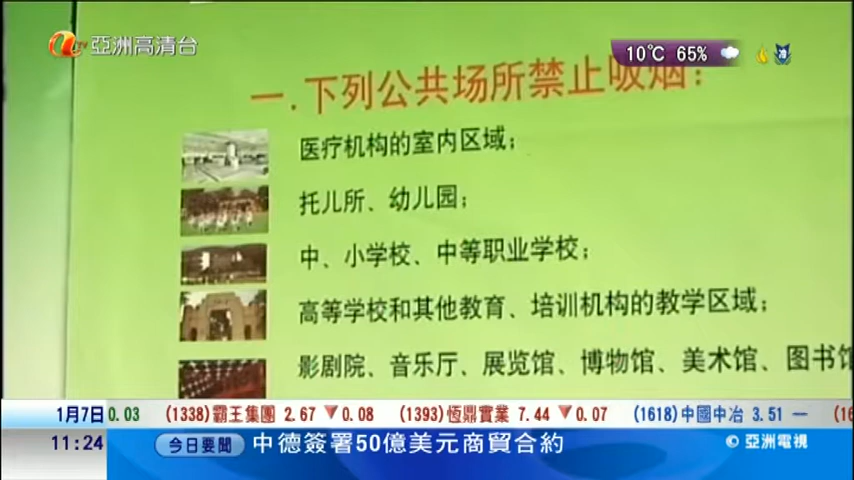 亞洲高清台
10℃ 65%
一.下列公共场所禁止吸烟:
医疗机构的室内区域;
托儿所、幼儿园;
中、小学校、中等职业学校;
高等学校和其他教育、培训机构的教学区域;
影剧院、音乐厅、展览馆、博物馆、美术馆、图书馆
1月7日 0.03 (1338)霸王集團 2.67 ▼0.08 (1393)恆鼎實業 7.44 ▼0.07 (1618)中國中冶 3.51 — (16
11:24 今日要聞 中德簽署50億美元商貿合約 © 亞洲電視